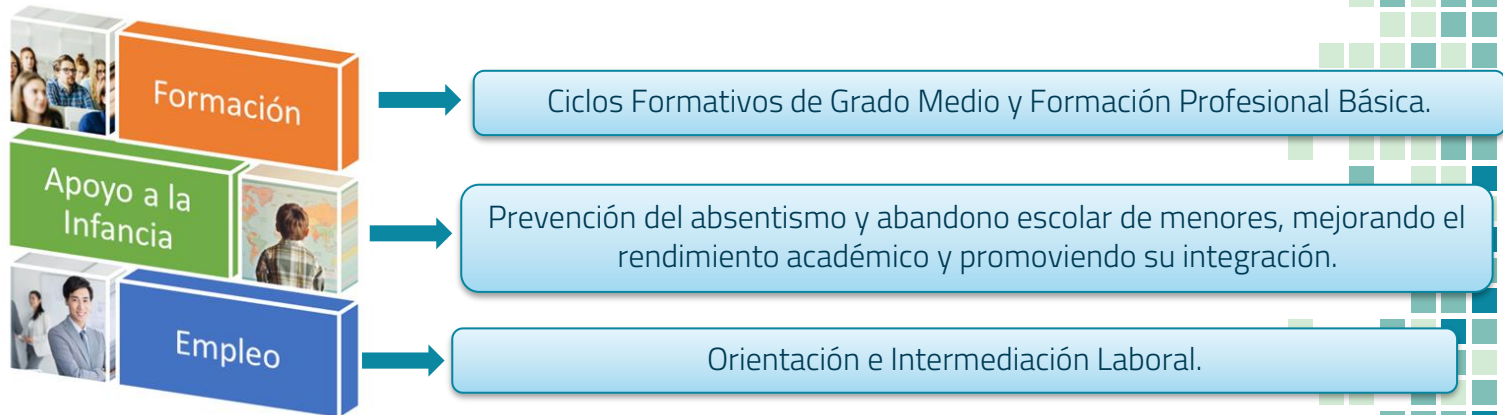 Formación
Ciclos Formativos de Grado Medio y Formación Profesional Básica.
Apoyo a la
Infancia
Prevención del absentismo y abandono escolar de menores, mejorando el
rendimiento académico y promoviendo su integración.
Empleo
Orientación e Intermediación Laboral.